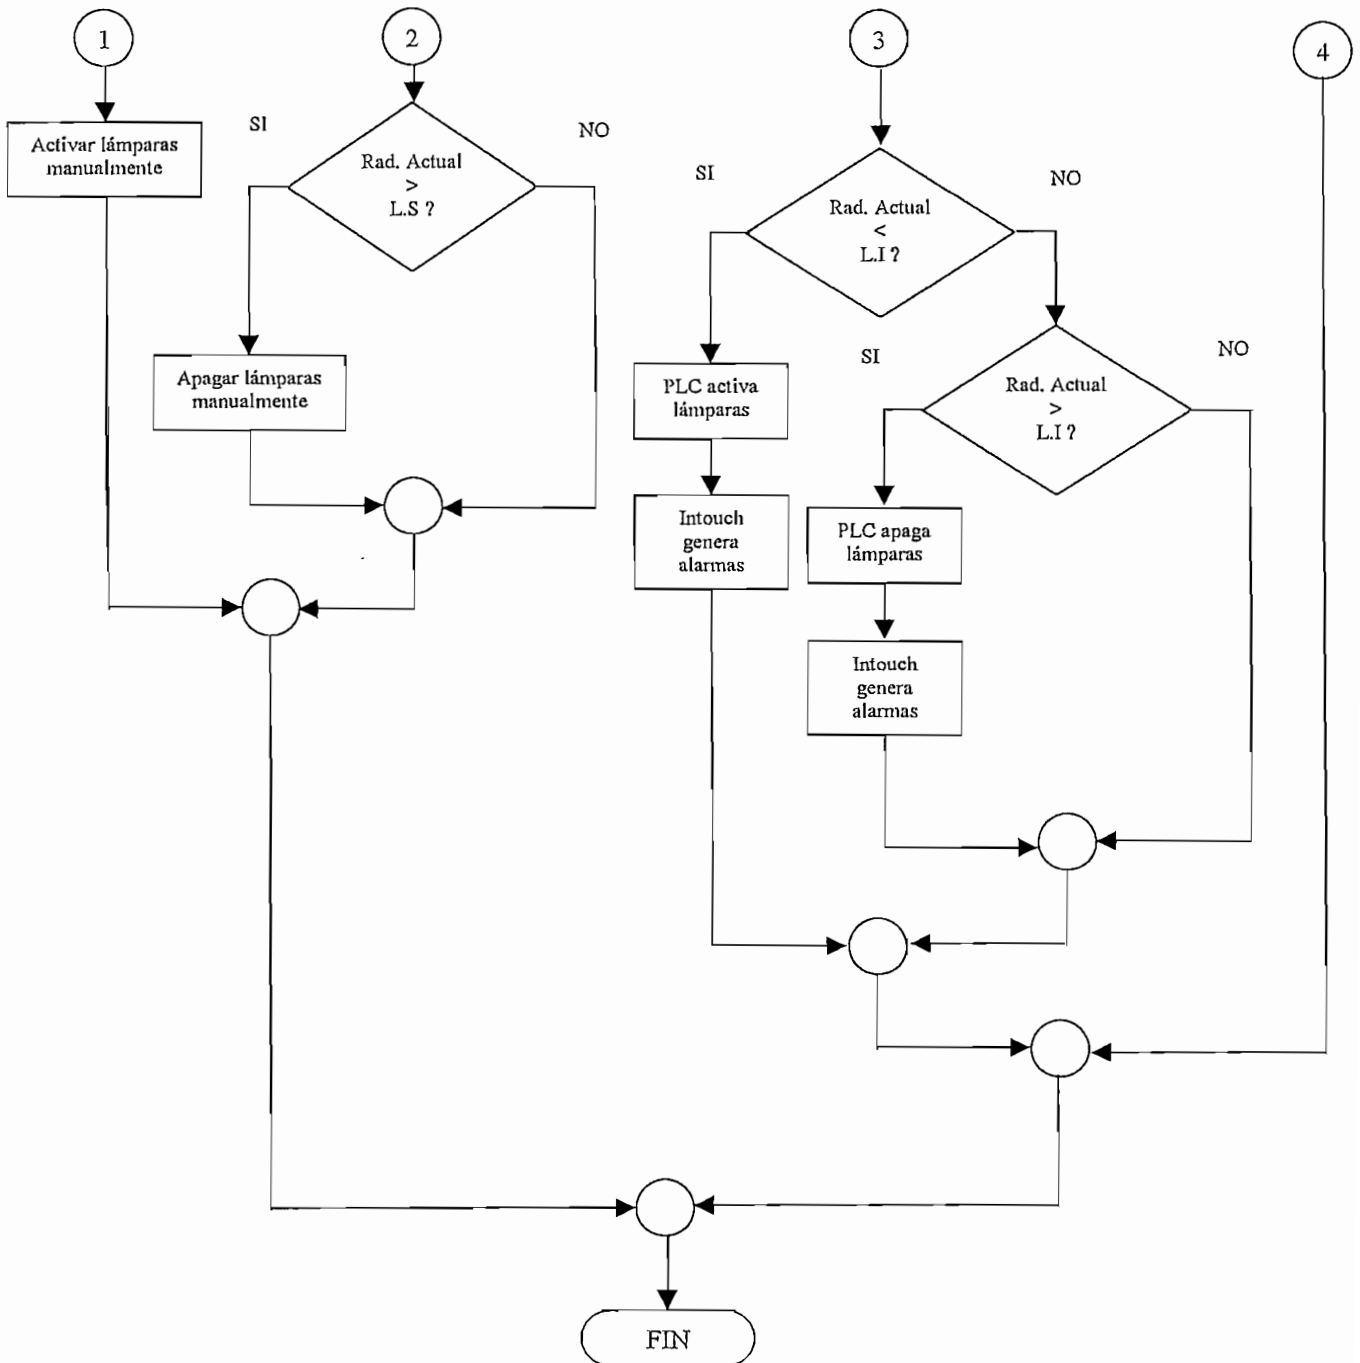 1
2
3
4
Activar lámparas
manualmente
SI
Rad. Actual
>
L.S ?
NO
SI
Rad. Actual
<
L.I ?
NO
Apagar lámparas
manualmente
PLC activa
lámparas
SI
Rad. Actual
>
L.I ?
NO
Intouch
genera
alarmas
PLC apaga
lámparas
Intouch
genera
alarmas
FIN